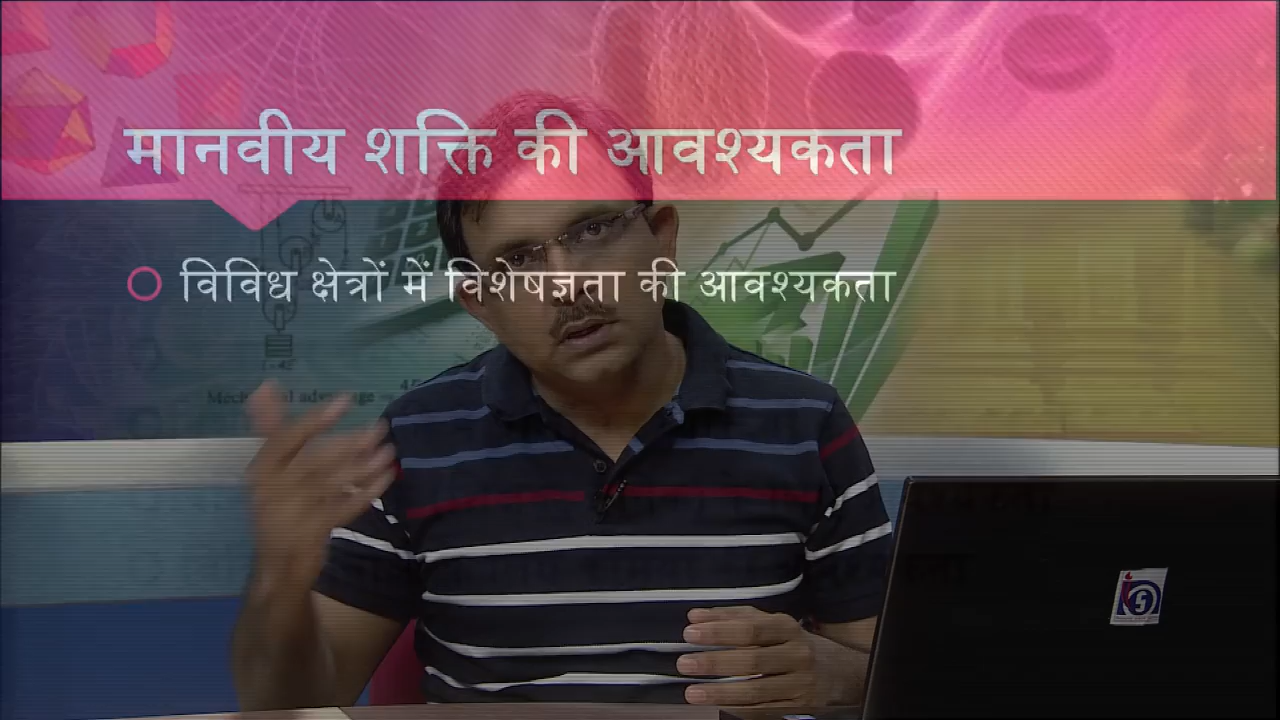 मानवीय शक्ति की आवश्यकता
विविध क्षेत्रों में विशेषज्ञता की आवश्यकता